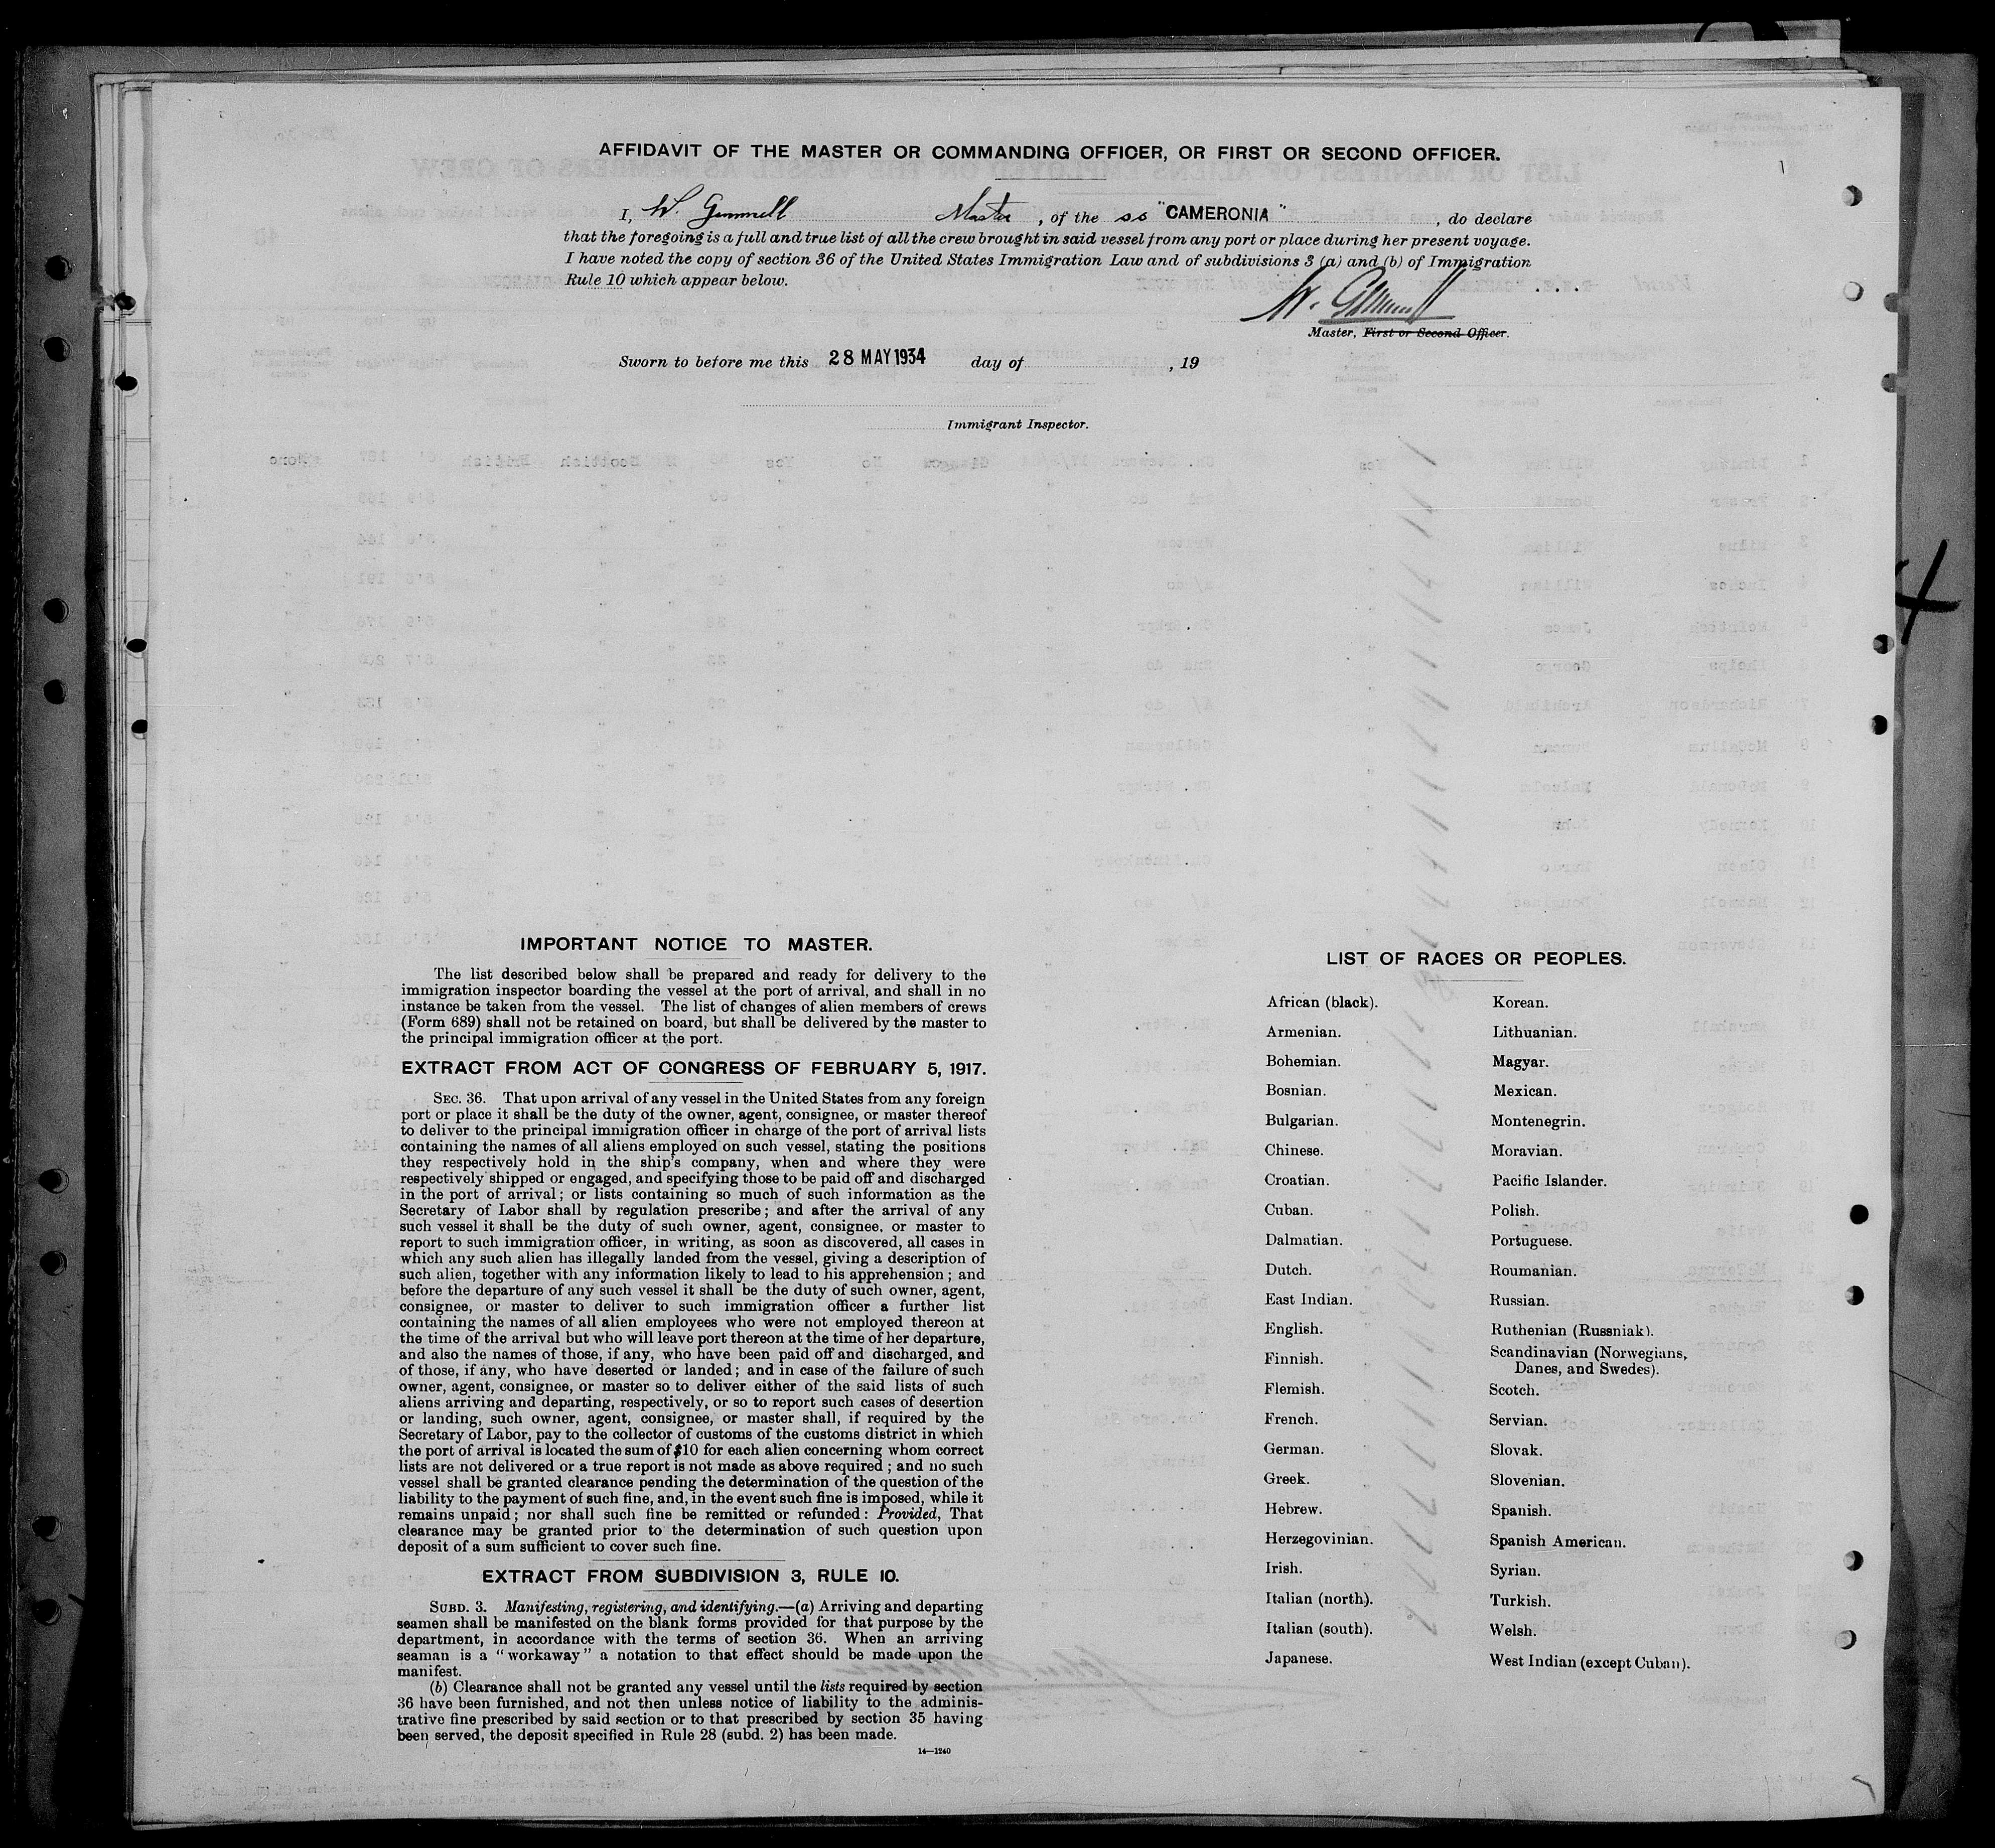 AFFIDAVIT OF THE MASTER OR COMMANDING OFFICER, OR FIRST OR SECOND OFFICER.
I, W. Gemmell Master, of the ss "CAMERONIA", do declare
that the foregoing is a full and true list of all the crew brought in said vessel from any port or place during her present voyage.
I have noted the copy of section 36 of the United States Immigration Law and of subdivisions 3 (a) and (b) of Immigration
Rule 10 which appear below.
W. Gemmell
Master, First or Second Officer.
Sworn to before me this 28 MAY 1934 day of , 19
Immigrant Inspector.
IMPORTANT NOTICE TO MASTER.
The list described below shall be prepared and ready for delivery to the
immigration inspector boarding the vessel at the port of arrival, and shall in no
instance be taken from the vessel. The list of changes of alien members of crews
(Form 689) shall not be retained on board, but shall be delivered by the master to
the principal immigration officer at the port.
EXTRACT FROM ACT OF CONGRESS OF FEBRUARY 5, 1917.
SEC. 36. That upon arrival of any vessel in the United States from any foreign
port or place it shall be the duty of the owner, agent, consignee, or master thereof
to deliver to the principal immigration officer in charge of the port of arrival lists
containing the names of all aliens employed on such vessel, stating the positions
they respectively hold in the ship's company, when and where they were
respectively shipped or engaged, and specifying those to be paid off and discharged
in the port of arrival; or lists containing so much of such information as the
Secretary of Labor shall by regulation prescribe; and after the arrival of any
such vessel it shall be the duty of such owner, agent, consignee, or master to
report to such immigration officer, in writing, as soon as discovered, all cases in
which any such alien has illegally landed from the vessel, giving a description of
such alien, together with any information likely to lead to his apprehension; and
before the departure of any such vessel it shall be the duty of such owner, agent,
consignee, or master to deliver to such immigration officer a further list
containing the names of all alien employees who were not employed thereon at
the time of the arrival but who will leave port thereon at the time of her departure,
and also the names of those, if any, who have been paid off and discharged, and
of those, if any, who have deserted or landed; and in case of the failure of such
owner, agent, consignee, or master so to deliver either of the said lists of such
aliens arriving and departing, respectively, or so to report such cases of desertion
or landing, such owner, agent, consignee, or master shall, if required by the
Secretary of Labor, pay to the collector of customs of the customs district in which
the port of arrival is located the sum of $10 for each alien concerning whom correct
lists are not delivered or a true report is not made as above required; and no such
vessel shall be granted clearance pending the determination of the question of the
liability to the payment of such fine, and, in the event such fine is imposed, while it
remains unpaid; nor shall such fine be remitted or refunded: Provided, That
clearance may be granted prior to the determination of such question upon
deposit of a sum sufficient to cover such fine.
EXTRACT FROM SUBDIVISION 3, RULE 10.
SUBD. 3. Manifesting, registering, and identifying.—(a) Arriving and departing
seamen shall be manifested on the blank forms provided for that purpose by the
department, in accordance with the terms of section 36. When an arriving
seaman is a "workaway" a notation to that effect should be made upon the
manifest.
(b) Clearance shall not be granted any vessel until the lists required by section
36 have been furnished, and not then unless notice of liability to the adminis-
trative fine prescribed by said section or to that prescribed by section 35 having
been served, the deposit specified in Rule 28 (subd. 2) has been made.
14—1240
LIST OF RACES OR PEOPLES.
African (black).
Armenian.
Bohemian.
Bosnian.
Bulgarian.
Chinese.
Croatian.
Cuban.
Dalmatian.
Dutch.
East Indian.
English.
Finnish.
Flemish.
French.
German.
Greek.
Hebrew.
Herzegovinian.
Irish.
Italian (north).
Italian (south).
Japanese.
Korean.
Lithuanian.
Magyar.
Mexican.
Montenegrin.
Moravian.
Pacific Islander.
Polish.
Portuguese.
Roumanian.
Russian.
Ruthenian (Russniak).
Scandinavian (Norwegians,
Danes, and Swedes).
Scotch.
Servian.
Slovak.
Slovenian.
Spanish.
Spanish American.
Syrian.
Turkish.
Welsh.
West Indian (except Cuban).
4